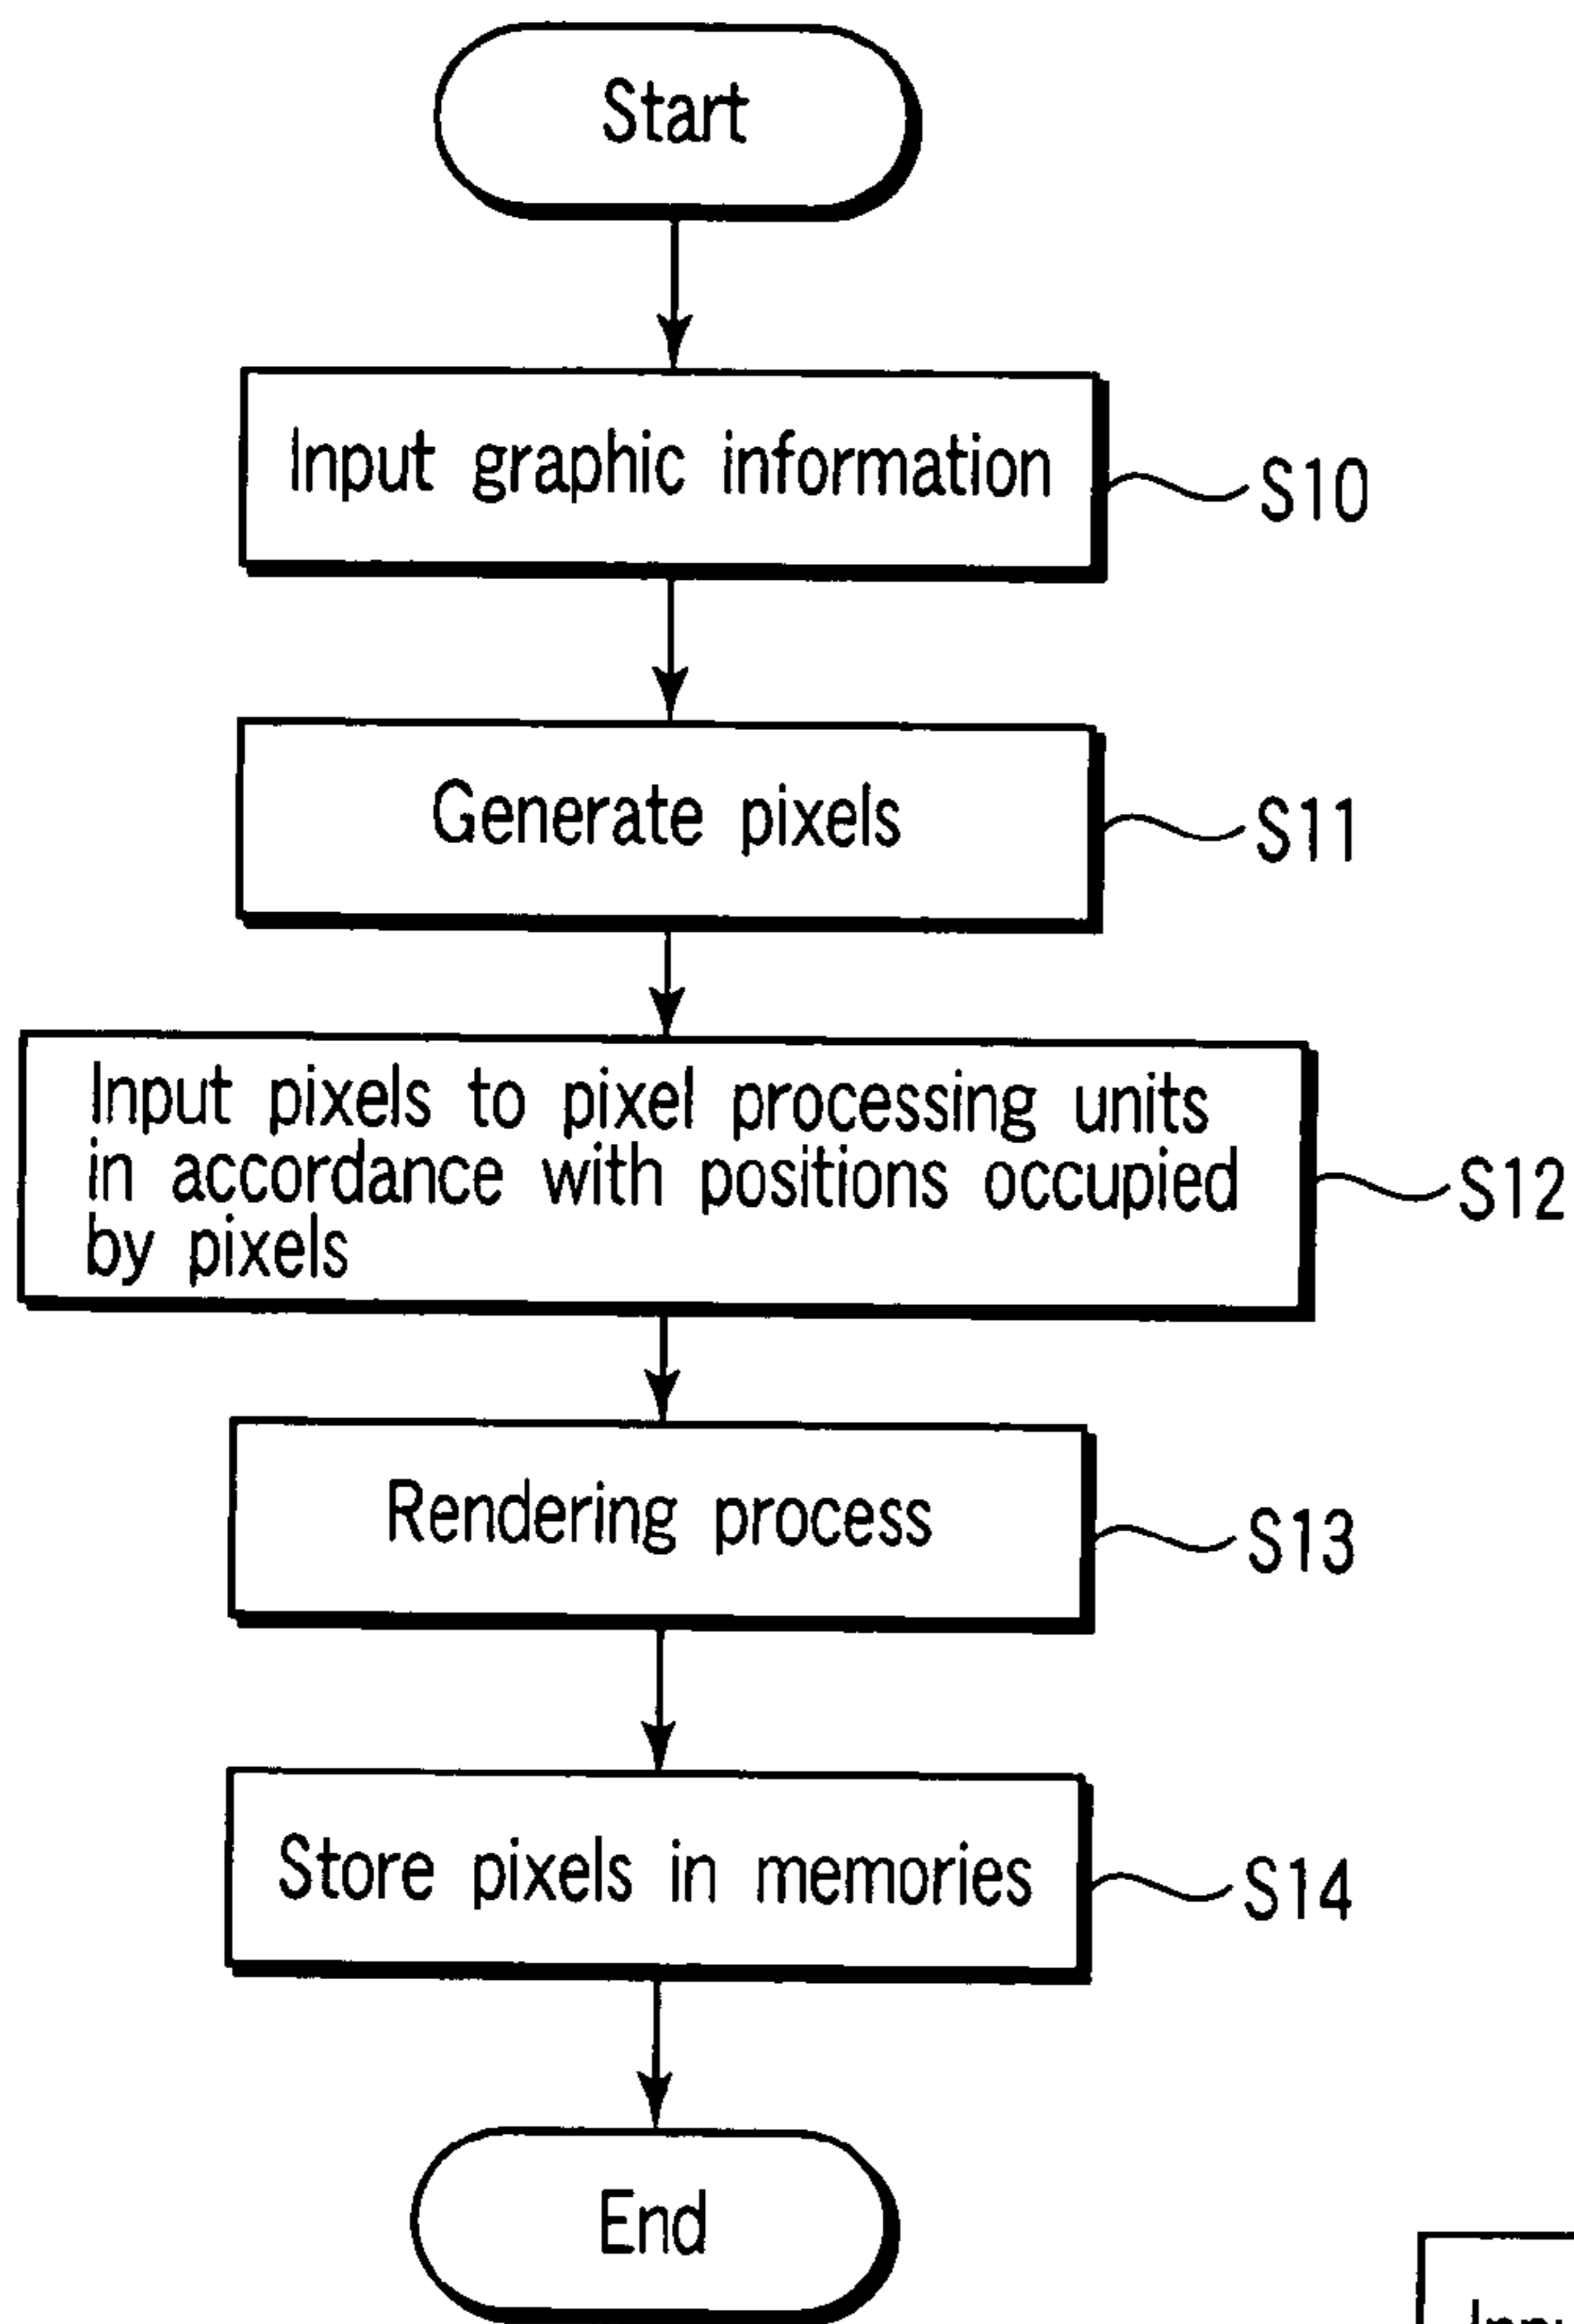 Start
Input graphic information
S10
Generate pixels
S11
Input pixels to pixel processing units
in accordance with positions occupied
by pixels
S12
Rendering process
S13
Store pixels in memories
S14
End